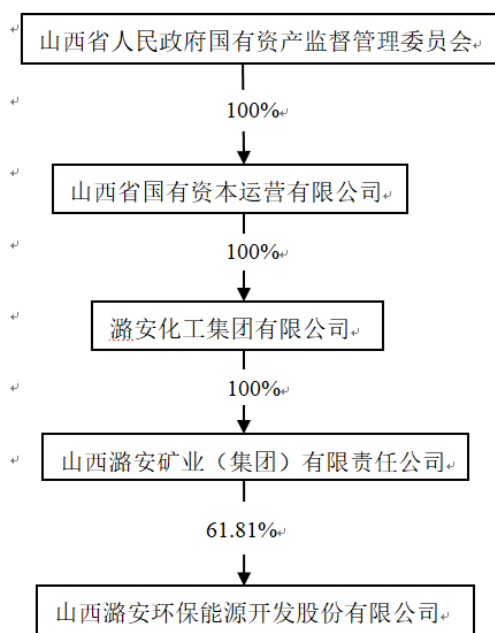 山西省人民政府国有资产监督管理委员会
100%
山西省国有资本运营有限公司
100%
潞安化工集团有限公司
100%
山西潞安矿业（集团）有限责任公司
61.81%
山西潞安环保能源开发股份有限公司